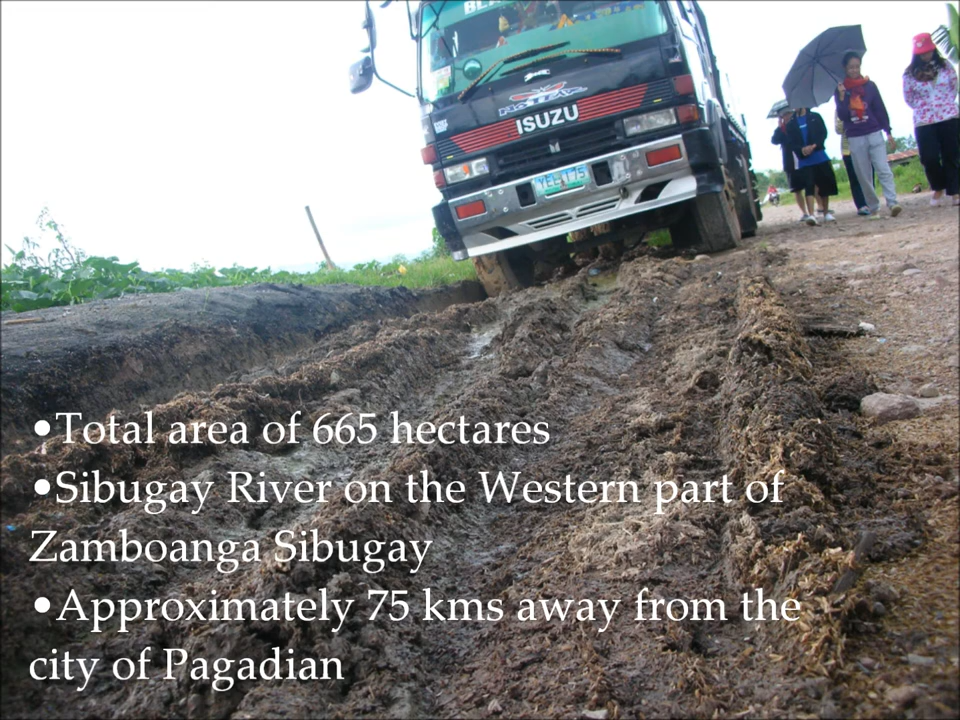 ISUZU
•Total area of 665 hectares
•Sibugay River on the Western part of
Zamboanga Sibugay
•Approximately 75 kms away from the
city of Pagadian